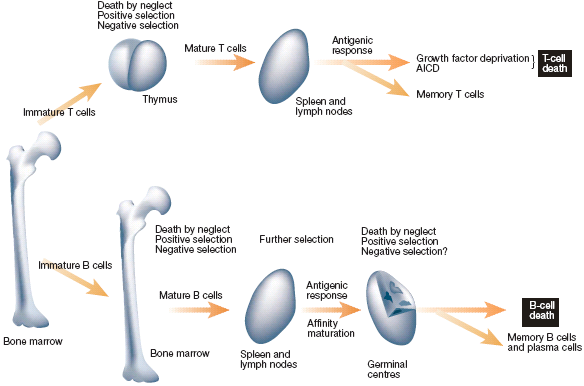 Death by neglect
Positive selection
Negative selection
Mature T cells
Antigenic
response
Growth factor deprivation
AICD
T-cell
death
Memory T cells
Thymus
Spleen and
lymph nodes
Immature T cells
Immature B cells
Bone marrow
Death by neglect
Positive selection
Negative selection
Further selection
Death by neglect
Positive selection
Negative selection?
Mature B cells
Antigenic
response
Affinity
maturation
B-cell
death
Memory B cells
and plasma cells
Bone marrow
Spleen and
lymph nodes
Germinal
centres